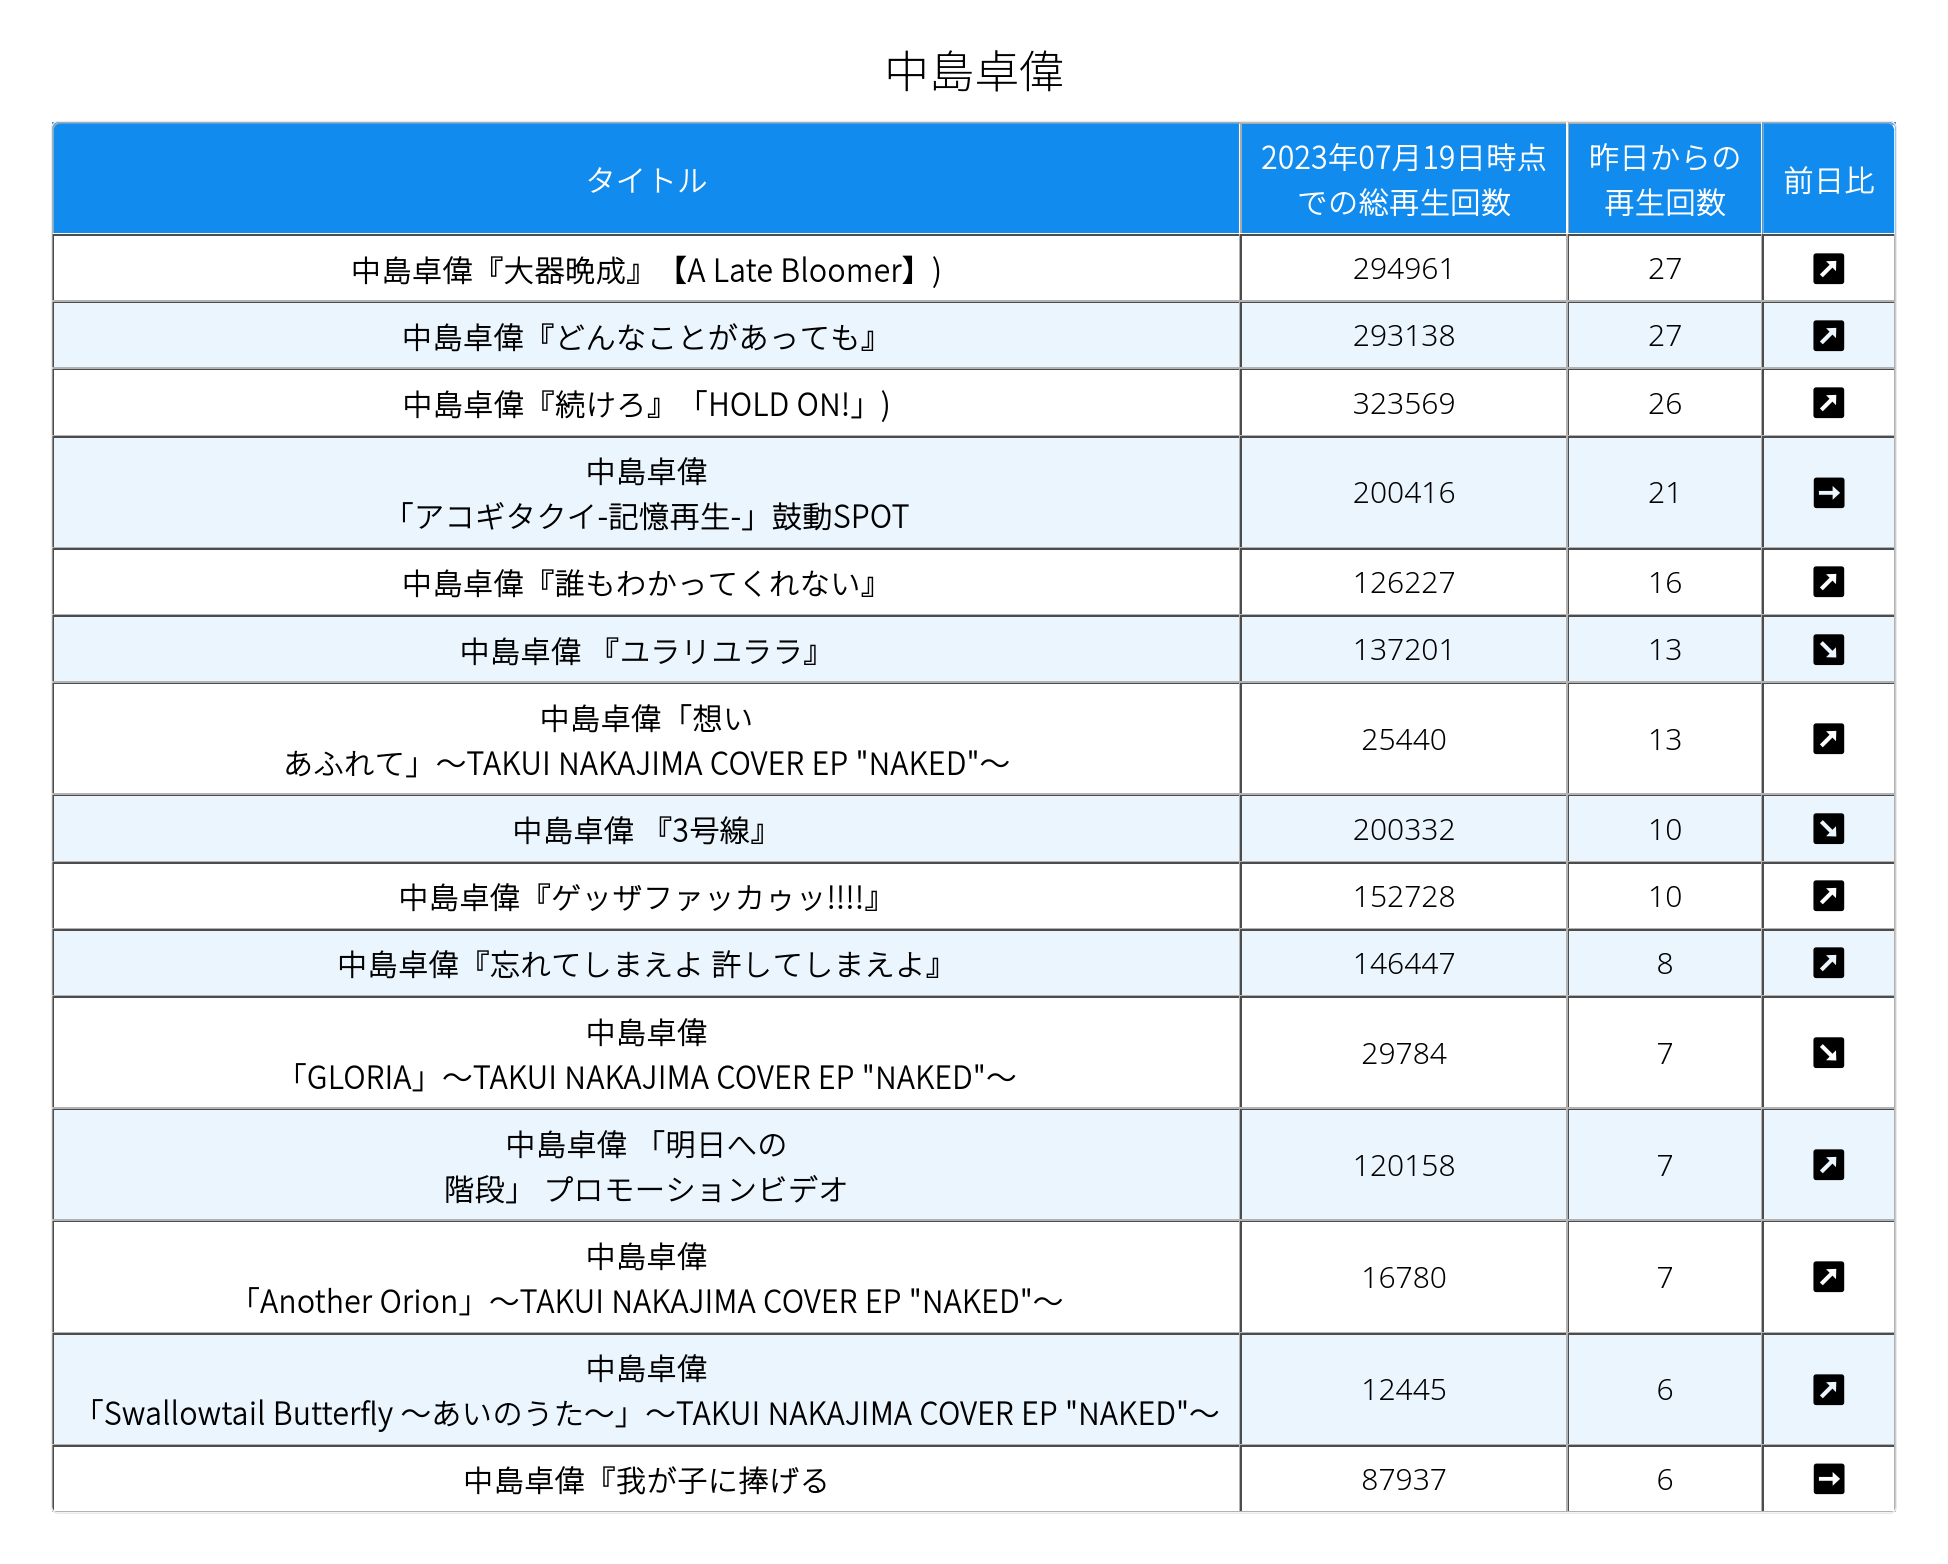 中島卓偉
タイトル
2023年07月19日時点
での総再生回数
昨日からの
再生回数
前日比
中島卓偉『大器晩成』【A Late Bloomer】)
294961
27
中島卓偉『どんなことがあっても』
293138
27
中島卓偉『続けろ』「HOLD ON!」)
323569
26
中島卓偉
「アコギタクイ-記憶再生-」鼓動SPOT
200416
21
中島卓偉『誰もわかってくれない』
126227
16
中島卓偉 『ユラリユララ』
137201
13
中島卓偉「想い
あふれて」〜TAKUI NAKAJIMA COVER EP "NAKED"〜
25440
13
中島卓偉 『3号線』
200332
10
中島卓偉『ゲッザファッカゥッ!!!!』
152728
10
中島卓偉『忘れてしまえよ 許してしまえよ』
146447
8
中島卓偉
「GLORIA」〜TAKUI NAKAJIMA COVER EP "NAKED"〜
29784
7
中島卓偉 「明日への
階段」 プロモーションビデオ
120158
7
中島卓偉
「Another Orion」〜TAKUI NAKAJIMA COVER EP "NAKED"〜
16780
7
中島卓偉
「Swallowtail Butterfly 〜あいのうた〜」〜TAKUI NAKAJIMA COVER EP "NAKED"〜
12445
6
中島卓偉『我が子に捧げる
87937
6